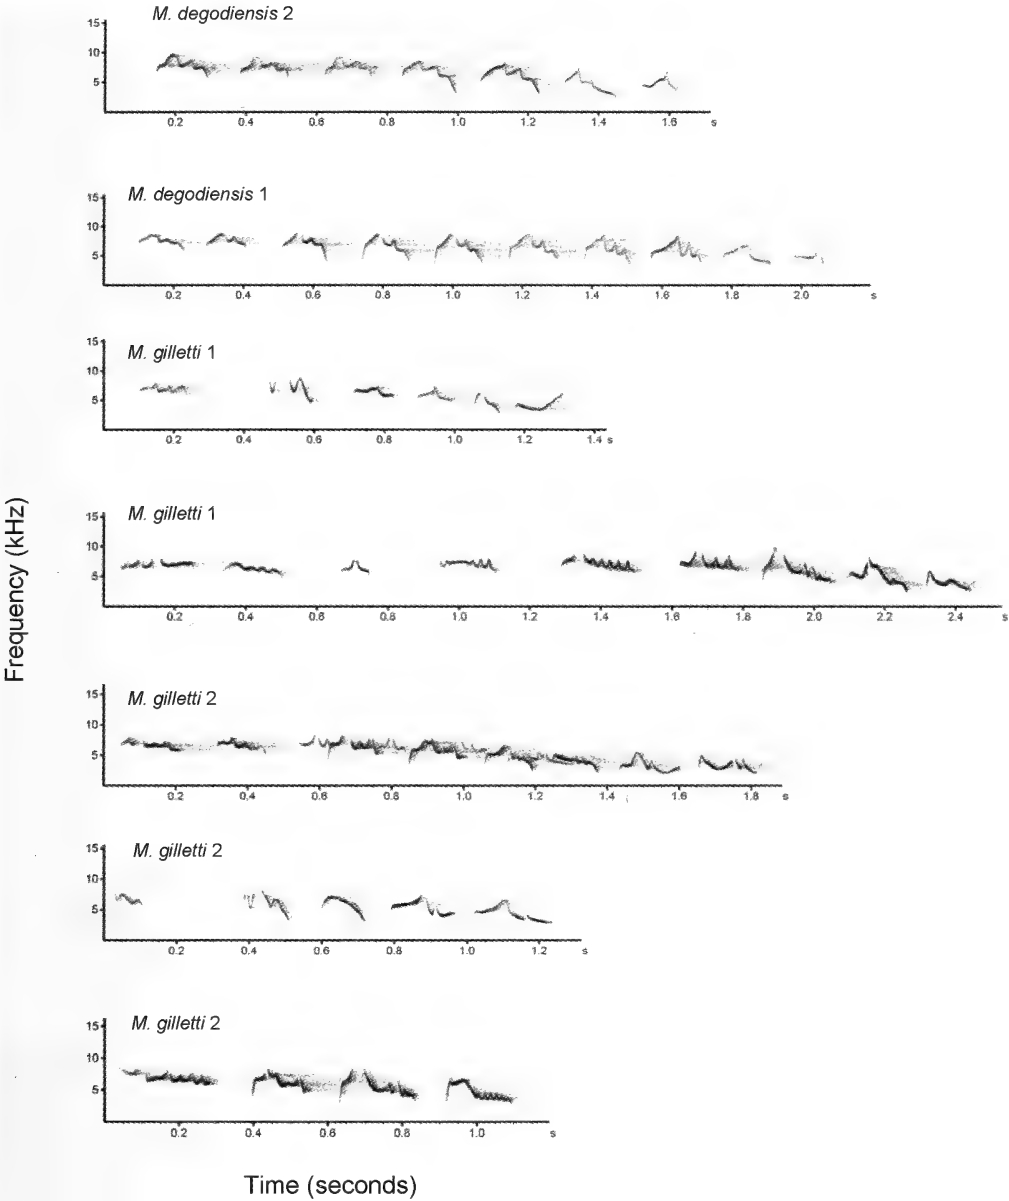 M. degodiensis 2
15
10
5
0.2 0.4 0.6 0.8 1.0 1.2 1.4 1.6 s
M. degodiensis 1
15
10
5
0.2 0.4 0.6 0.8 1.0 1.2 1.4 1.6 1.8 2.0 s
M. gilletti 1
15
10
5
0.2 0.4 0.6 0.8 1.0 1.2 1.4 s
M. gilletti 1
15
10
5
0.2 0.4 0.6 0.8 1.0 1.2 1.4 1.6 1.8 2.0 2.2 2.4 s
Frequency (kHz)
M. gilletti 2
15
10
5
0.2 0.4 0.6 0.8 1.0 1.2 1.4 1.6 1.8 s
M. gilletti 2
15
10
5
0.2 0.4 0.6 0.8 1.0 1.2 s
M. gilletti 2
15
10
5
0.2 0.4 0.6 0.8 1.0 s
Time (seconds)